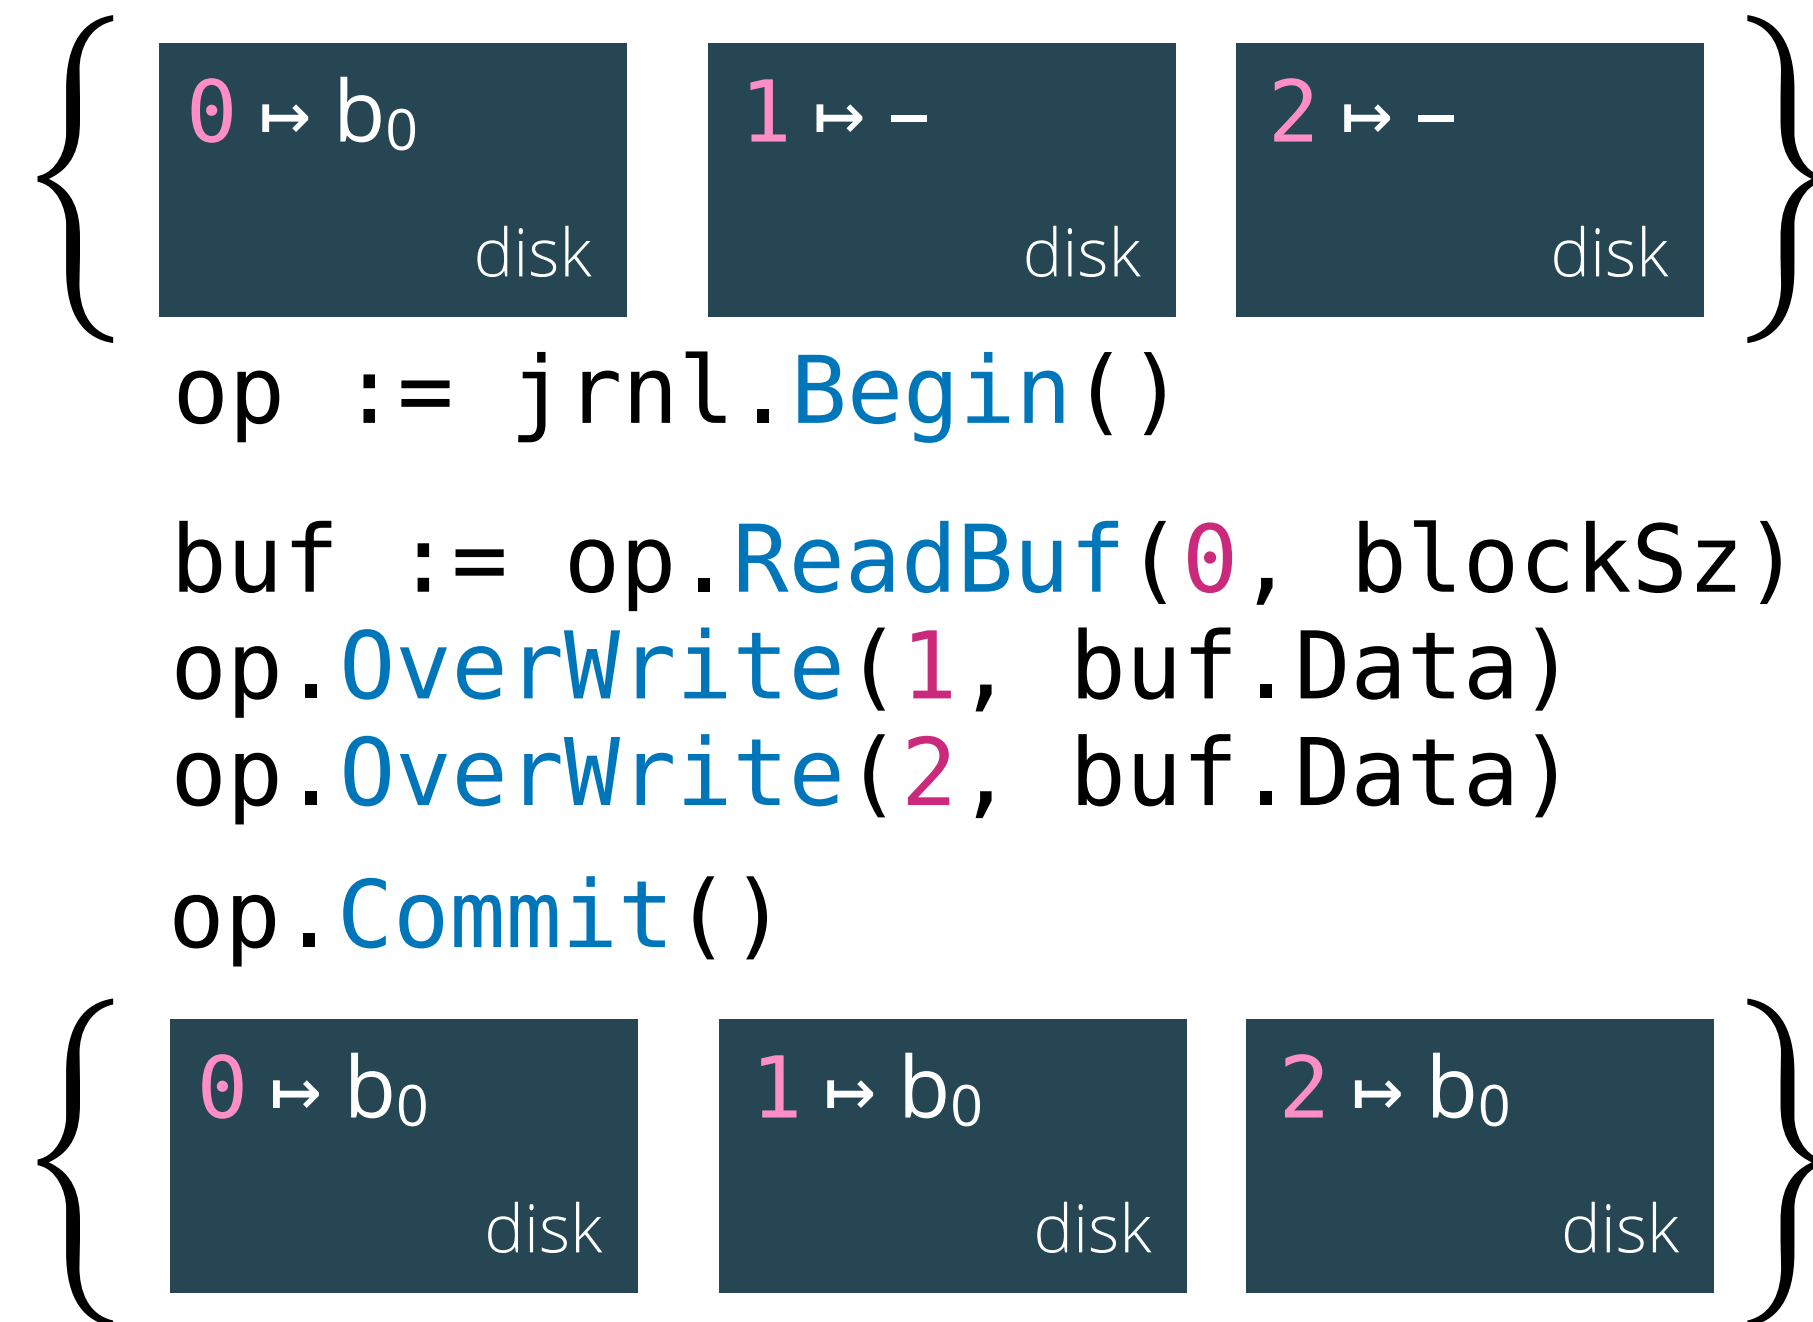 { 0 ↦ b₀ 1 ↦ – 2 ↦ – }
disk disk disk
op := jrnl.Begin()
buf := op.ReadBuf(0, blockSz)
op.OverWrite(1, buf.Data)
op.OverWrite(2, buf.Data)
op.Commit()
{ 0 ↦ b₀ 1 ↦ b₀ 2 ↦ b₀ }
disk disk disk